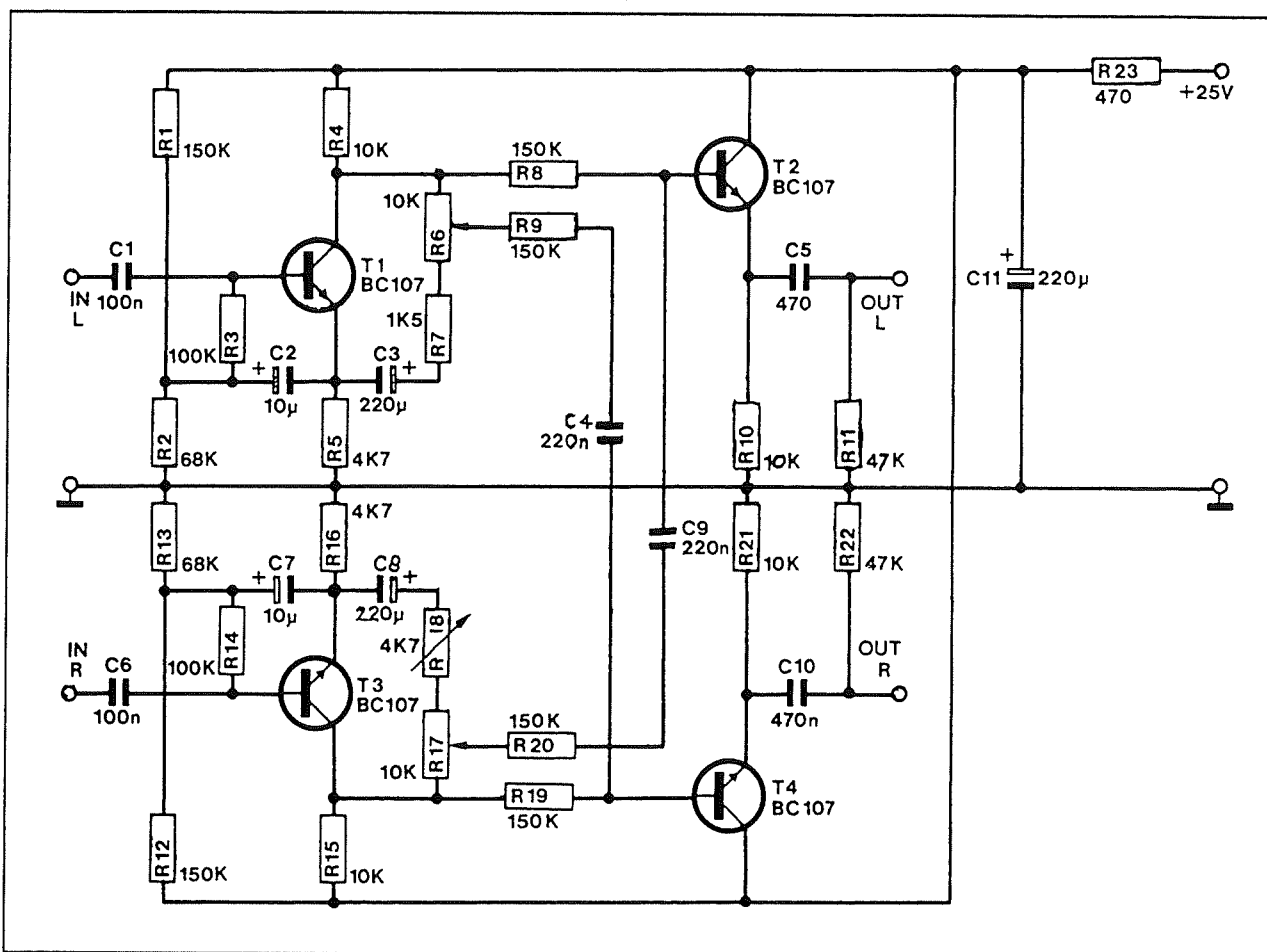 R23
470
+25V
R1
150K
R4
10K
150K
R8
T2
BC107
10K
R6
R9
150K
C1
100n
IN
L
T1
BC107
C5
470
OUT
L
C11
+
220µ
R3
100K
1K5
R7
+
C2
10µ
C3
+
220µ
C4
220n
R2
68K
R5
4K7
R10
10K
R11
47K
R13
68K
4K7
R16
C9
220n
R21
10K
R22
47K
+
C7
10µ
C8
+
220µ
R14
100K
4K7
R 18
IN
R
C6
100n
T3
BC107
OUT
R
C10
470n
150K
R20
R17
10K
R19
150K
T4
BC107
R12
150K
R15
10K